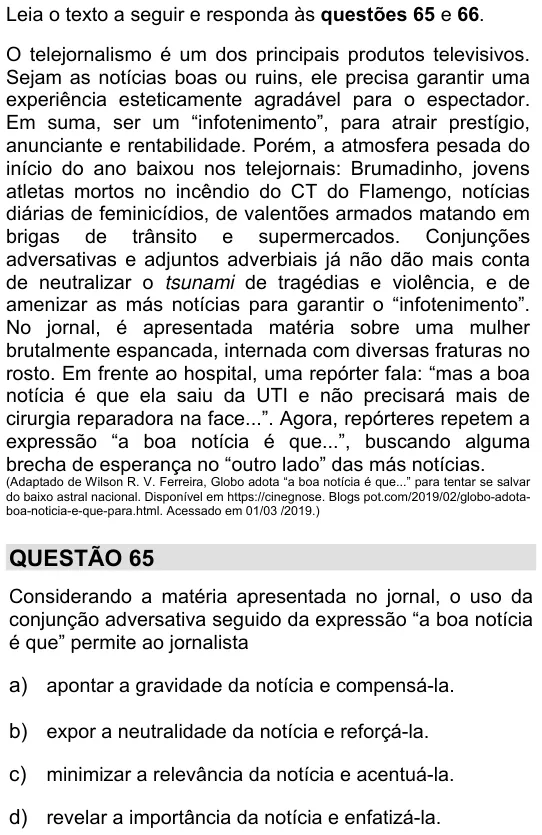 Leia o texto a seguir e responda às questões 65 e 66.
O telejornalismo é um dos principais produtos televisivos.
Sejam as notícias boas ou ruins, ele precisa garantir uma
experiência esteticamente agradável para o espectador.
Em suma, ser um “infotenimento”, para atrair prestígio,
anunciante e rentabilidade. Porém, a atmosfera pesada do
início do ano baixou nos telejornais: Brumadinho, jovens
atletas mortos no incêndio do CT do Flamengo, notícias
diárias de feminicídios, de valentões armados matando em
brigas de trânsito e supermercados. Conjunções
adversativas e adjuntos adverbiais já não dão mais conta
de neutralizar o tsunami de tragédias e violência, e de
amenizar as más notícias para garantir o “infotenimento”.
No jornal, é apresentada matéria sobre uma mulher
brutalmente espancada, internada com diversas fraturas no
rosto. Em frente ao hospital, uma repórter fala: “mas a boa
notícia é que ela saiu da UTI e não precisará mais de
cirurgia reparadora na face...”. Agora, repórteres repetem a
expressão “a boa notícia é que...”, buscando alguma
brecha de esperança no “outro lado” das más notícias.
(Adaptado de Wilson R. V. Ferreira, Globo adota “a boa notícia é que...” para tentar se salvar
do baixo astral nacional. Disponível em https://cinegnose. Blogs pot.com/2019/02/globo-adota-
boa-noticia-e-que-para.html. Acessado em 01/03 /2019.)
QUESTÃO 65
Considerando a matéria apresentada no jornal, o uso da
conjunção adversativa seguido da expressão “a boa notícia
é que” permite ao jornalista
a) apontar a gravidade da notícia e compensá-la.
b) expor a neutralidade da notícia e reforçá-la.
c) minimizar a relevância da notícia e acentuá-la.
d) revelar a importância da notícia e enfatizá-la.